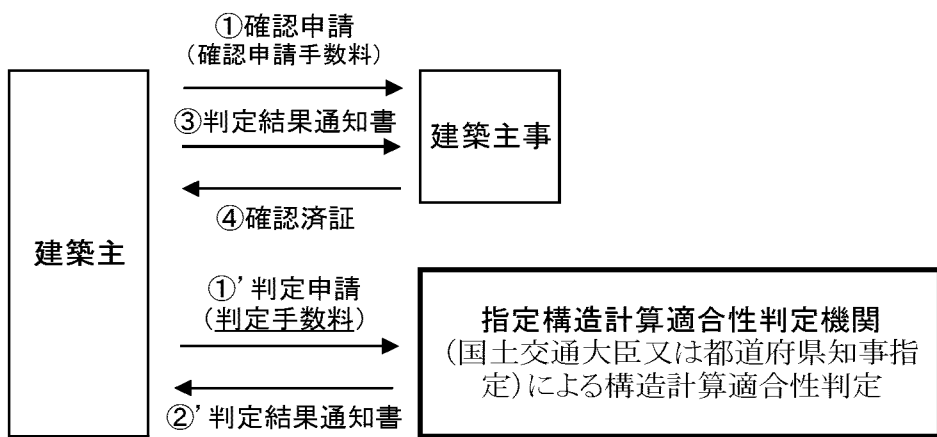 ①確認申請
（確認申請手数料）
建築主
③判定結果通知書
建築主事
④確認済証
①’判定申請
（判定手数料）
指定構造計算適合性判定機関
（国土交通大臣又は都道府県知事指
定）による構造計算適合性判定
②’判定結果通知書